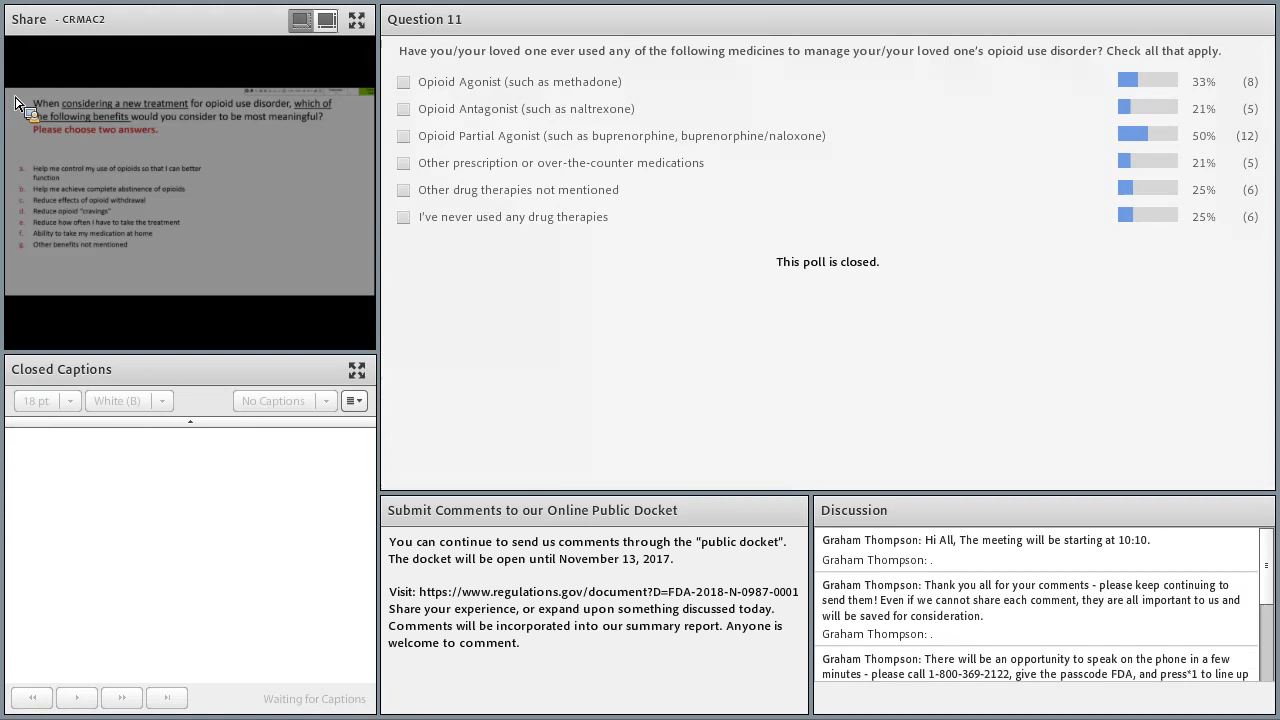 Share - CRMAC2
When considering a new treatment for opioid use disorder, which of
he following benefits would you consider to be most meaningful?
Please choose two answers.
a. Help me control my use of opioids so that I can better
function
b. Help me achieve complete abstinence of opioids
c. Reduce effects of opioid withdrawal
d. Reduce opioid "cravings"
e. Reduce how often I have to take the treatment
f. Ability to take my medication at home
g. Other benefits not mentioned
Closed Captions
18 pt
White (B)
No Captions
Waiting for Captions
Question 11
Have you/your loved one ever used any of the following medicines to manage your/your loved one's opioid use disorder? Check all that apply.
Opioid Agonist (such as methadone) 33% (8)
Opioid Antagonist (such as naltrexone) 21% (5)
Opioid Partial Agonist (such as buprenorphine, buprenorphine/naloxone) 50% (12)
Other prescription or over-the-counter medications 21% (5)
Other drug therapies not mentioned 25% (6)
I've never used any drug therapies 25% (6)
This poll is closed.
Submit Comments to our Online Public Docket
You can continue to send us comments through the "public docket".
The docket will be open until November 13, 2017.
Visit: https://www.regulations.gov/document?D=FDA-2018-N-0987-0001
Share your experience, or expand upon something discussed today.
Comments will be incorporated into our summary report. Anyone is
welcome to comment.
Discussion
Graham Thompson: Hi All, The meeting will be starting at 10:10.
Graham Thompson: .
Graham Thompson: Thank you all for your comments - please keep continuing to
send them! Even if we cannot share each comment, they are all important to us and
will be saved for consideration.
Graham Thompson: .
Graham Thompson: There will be an opportunity to speak on the phone in a few
minutes - please call 1-800-369-2122, give the passcode FDA, and press*1 to line up